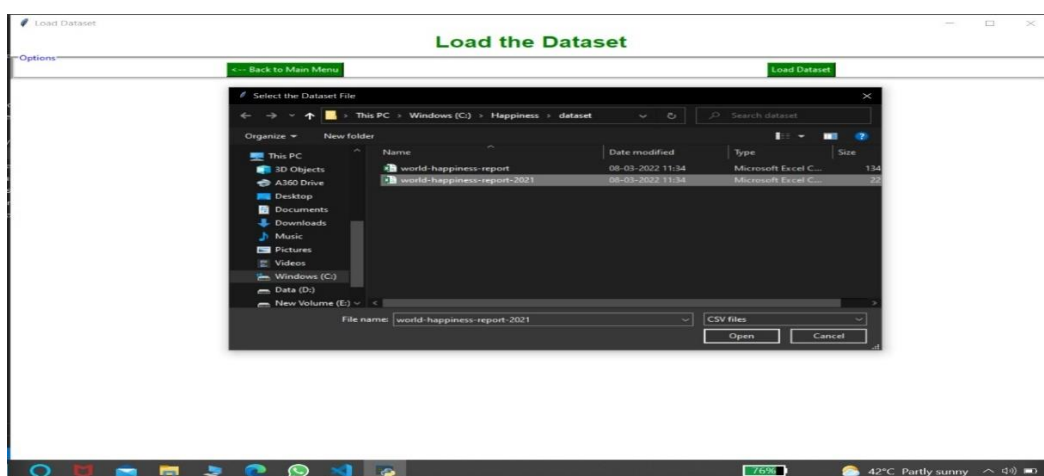 Load Dataset
Load the Dataset
Options
<-- Back to Main Menu
Load Dataset
Select the Dataset File
This PC > Windows (C:) > Happiness > dataset
Search dataset
Organize
New folder
Name
Date modified
Type
Size
This PC
3D Objects
A360 Drive
Desktop
Documents
Downloads
Music
Pictures
Videos
Windows (C:)
Data (D:)
New Volume (E:)
world-happiness-report 08-03-2022 11:34 Microsoft Excel C... 134
world-happiness-report-2021 08-03-2022 11:34 Microsoft Excel C... 22
File name: world-happiness-report-2021
CSV files
Open
Cancel
76%
42°C Partly sunny